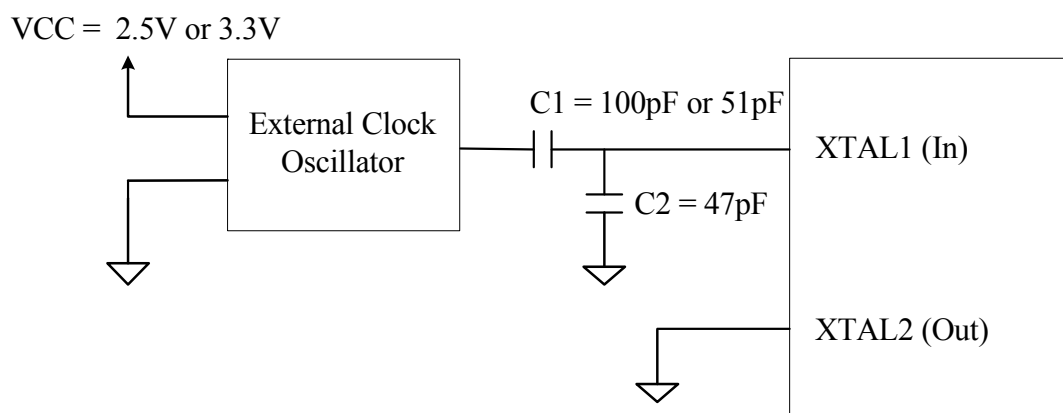 VCC =  2.5V or 3.3V
External Clock
Oscillator
C1 = 100pF or 51pF
C2 = 47pF
XTAL1 (In)
XTAL2 (Out)